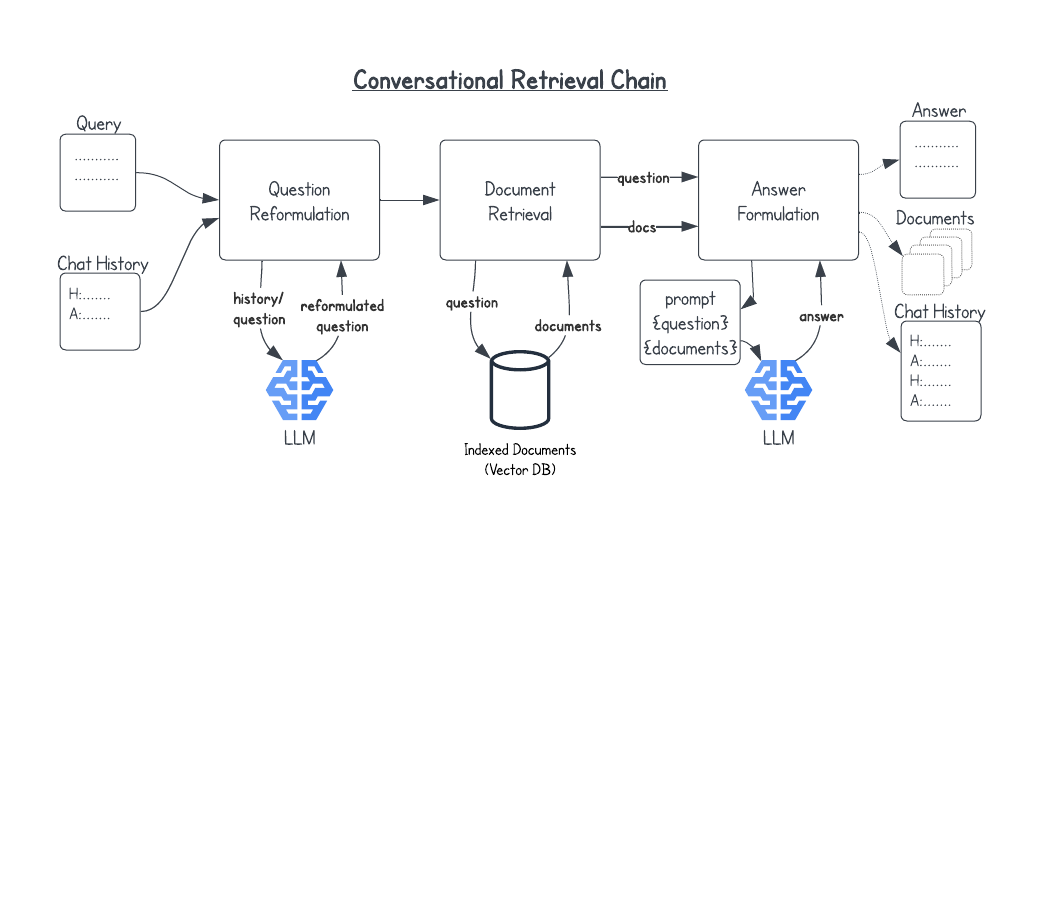 Conversational Retrieval Chain
Query
...........
...........
Chat History
H:.......
A:.......
Question
Reformulation
history/
question
reformulated
question
LLM
Document
Retrieval
question
documents
Indexed Documents
(Vector DB)
question
docs
Answer
Formulation
prompt
{question}
{documents}
answer
LLM
Answer
...........
...........
Documents
Chat History
H:.......
A:.......
H:.......
A:.......